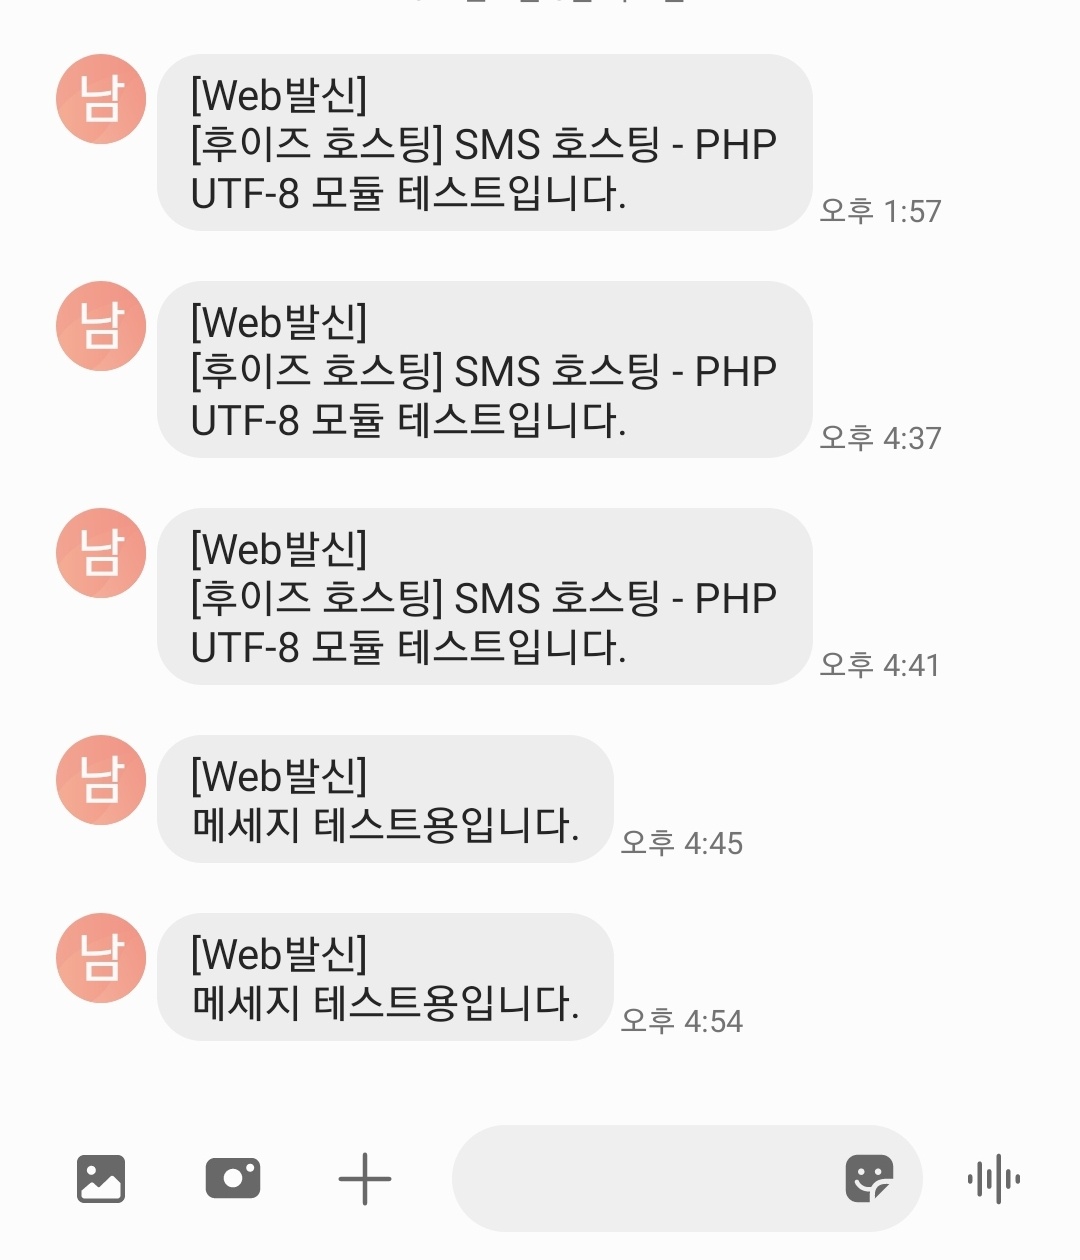 남
[Web발신]
[후이즈 호스팅] SMS 호스팅 - PHP
UTF-8 모듈 테스트입니다.
오후 1:57
남
[Web발신]
[후이즈 호스팅] SMS 호스팅 - PHP
UTF-8 모듈 테스트입니다.
오후 4:37
남
[Web발신]
[후이즈 호스팅] SMS 호스팅 - PHP
UTF-8 모듈 테스트입니다.
오후 4:41
남
[Web발신]
메세지 테스트용입니다.
오후 4:45
남
[Web발신]
메세지 테스트용입니다.
오후 4:54